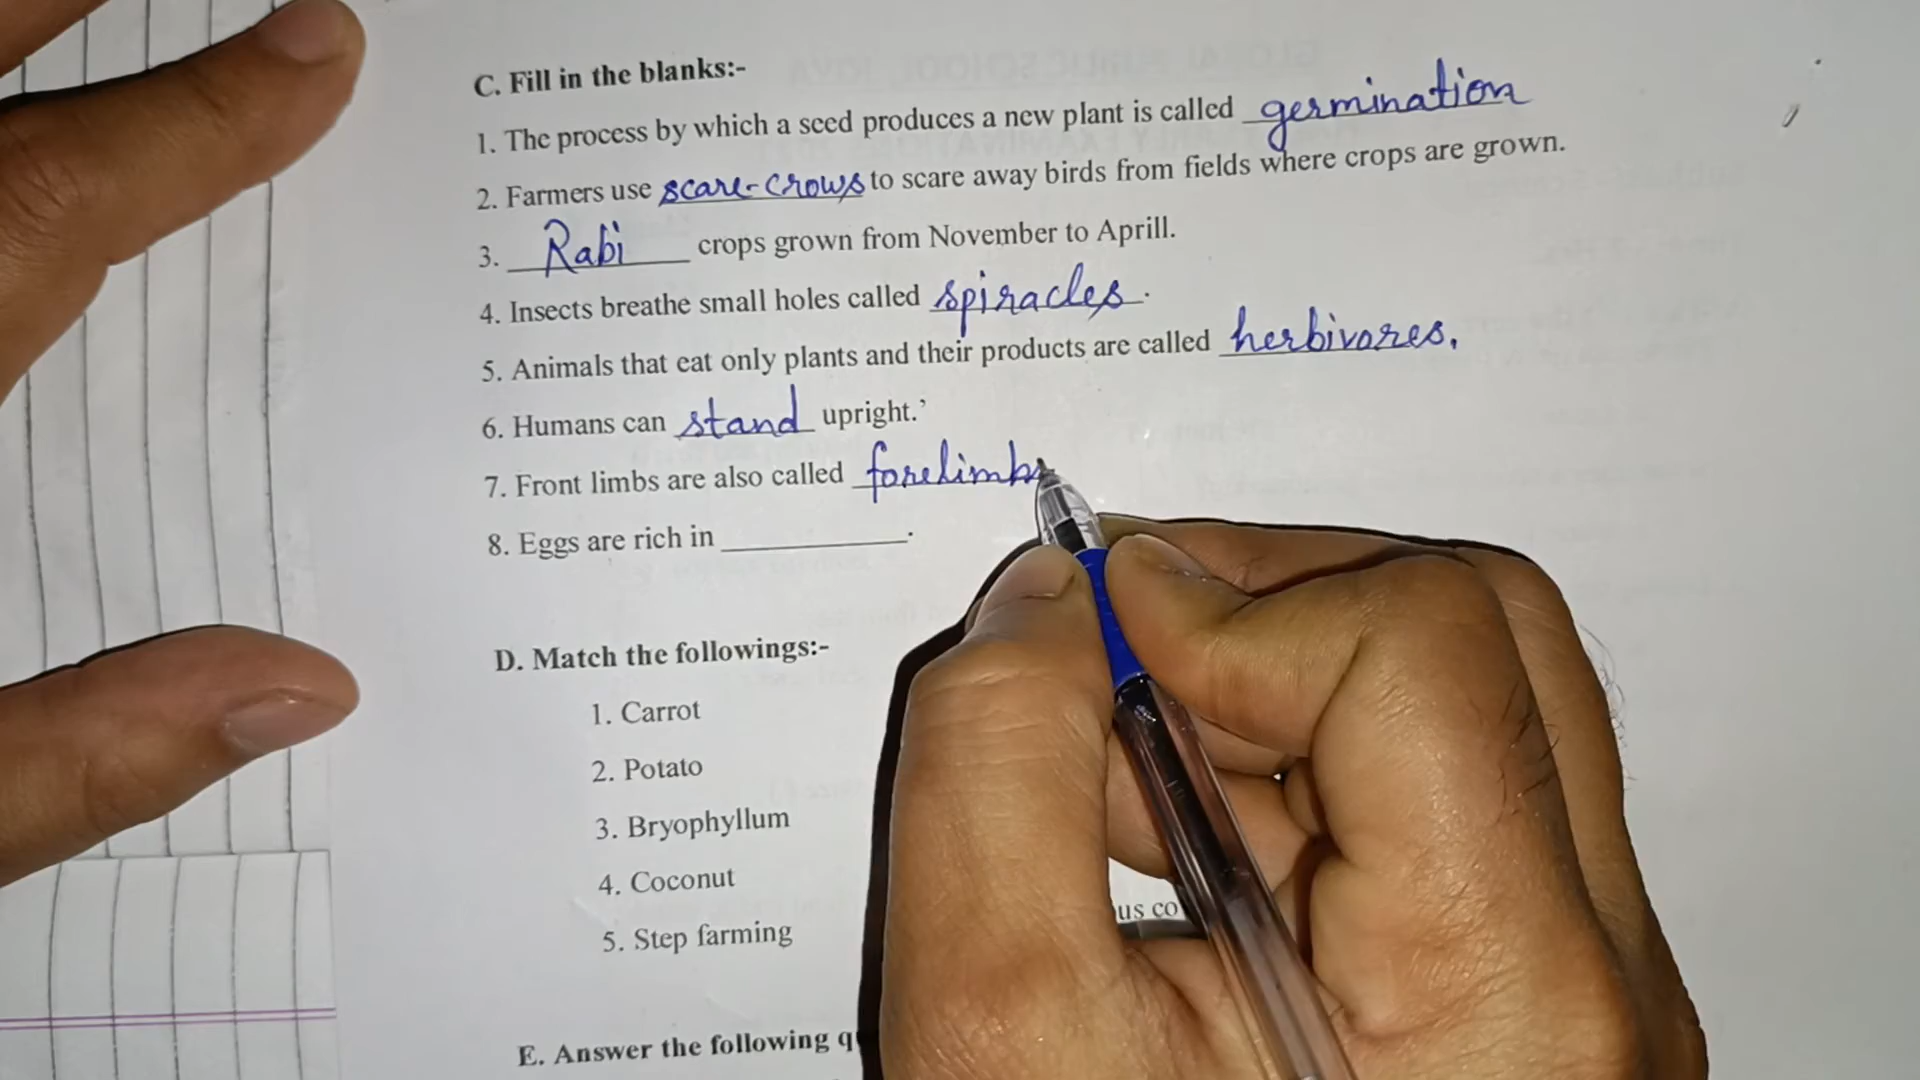 C. Fill in the blanks:-
1. The process by which a seed produces a new plant is called germination
2. Farmers use scare-crows to scare away birds from fields where crops are grown.
3. Rabi crops grown from November to Aprill.
4. Insects breathe small holes called spiracles.
5. Animals that eat only plants and their products are called herbivores.
6. Humans can stand upright.’
7. Front limbs are also called forelimbs
8. Eggs are rich in ____________.
D. Match the followings:-
1. Carrot
2. Potato
3. Bryophyllum
4. Coconut
us co
5. Step farming
E. Answer the following q